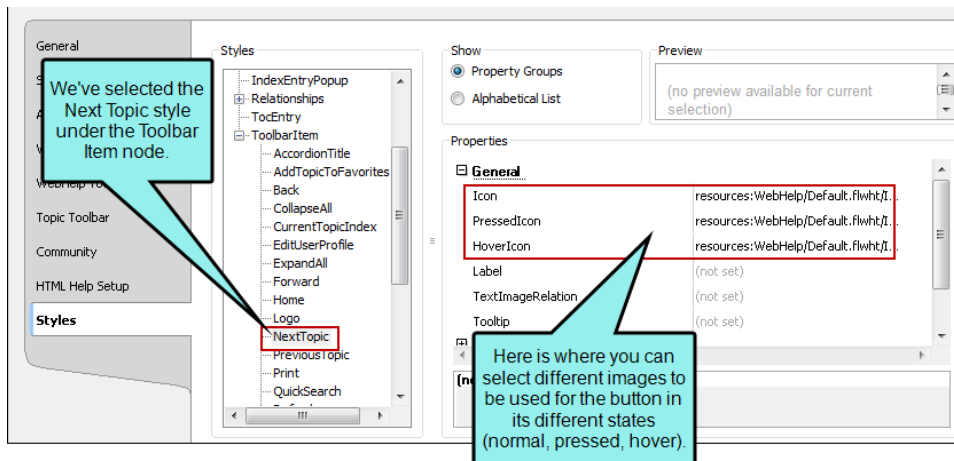 General
S
A
V
WebHelp To
Topic Toolbar
Community
HTML Help Setup
Styles
We've selected the
Next Topic style
under the Toolbar
Item node.
Styles
IndexEntryPopup
Relationships
TocEntry
ToolbarItem
AccordionTitle
AddTopicToFavorites
Back
CollapseAll
CurrentTopicIndex
EditUserProfile
ExpandAll
Forward
Home
Logo
NextTopic
PreviousTopic
Print
QuickSearch
Show
Property Groups
Alphabetical List
Preview
(no preview available for current
selection)
Properties
General
Icon resources:WebHelp/Default.flwht/I...
PressedIcon resources:WebHelp/Default.flwht/I...
HoverIcon resources:WebHelp/Default.flwht/I...
Label (not set)
TextImageRelation (not set)
Tooltip (not set)
(no
Here is where you can
select different images to
be used for the button in
its different states
(normal, pressed, hover).